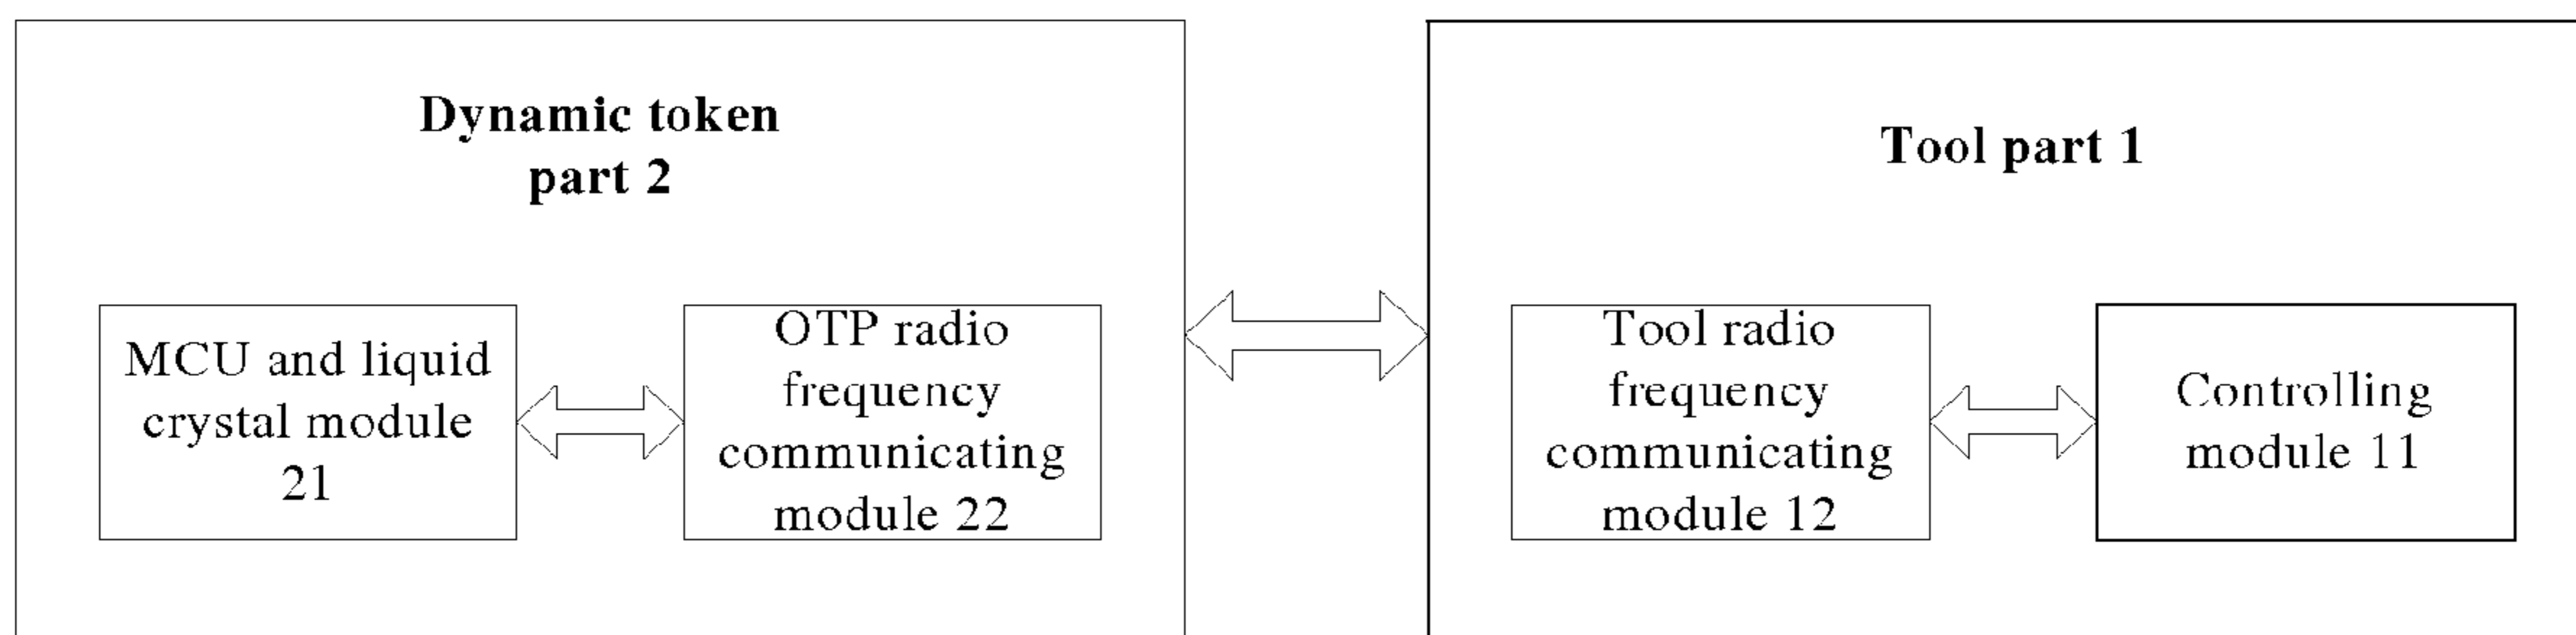 Dynamic token
part 2
MCU and liquid
crystal module
21
OTP radio
frequency
communicating
module 22
Tool part 1
Tool radio
frequency
communicating
module 12
Controlling
module 11